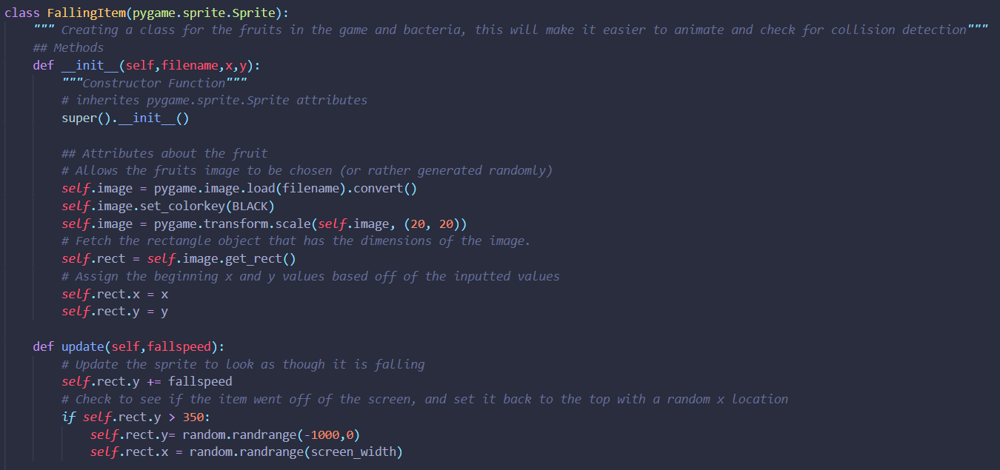 class FallingItem(pygame.sprite.Sprite):
    """ Creating a class for the fruits in the game and bacteria, this will make it easier to animate and check for collision detection"""
    ## Methods
    def __init__(self,filename,x,y):
        """Constructor Function"""
        # inherites pygame.sprite.Sprite attributes
        super().__init__()

        ## Attributes about the fruit
        # Allows the fruits image to be chosen (or rather generated randomly)
        self.image = pygame.image.load(filename).convert()
        self.image.set_colorkey(BLACK)
        self.image = pygame.transform.scale(self.image, (20, 20))
        # Fetch the rectangle object that has the dimensions of the image.
        self.rect = self.image.get_rect()
        # Assign the beginning x and y values based off of the inputted values
        self.rect.x = x
        self.rect.y = y

    def update(self,fallspeed):
        # Update the sprite to look as though it is falling
        self.rect.y += fallspeed
        # Check to see if the item went off of the screen, and set it back to the top with a random x location
        if self.rect.y > 350:
            self.rect.y= random.randrange(-1000,0)
            self.rect.x = random.randrange(screen_width)